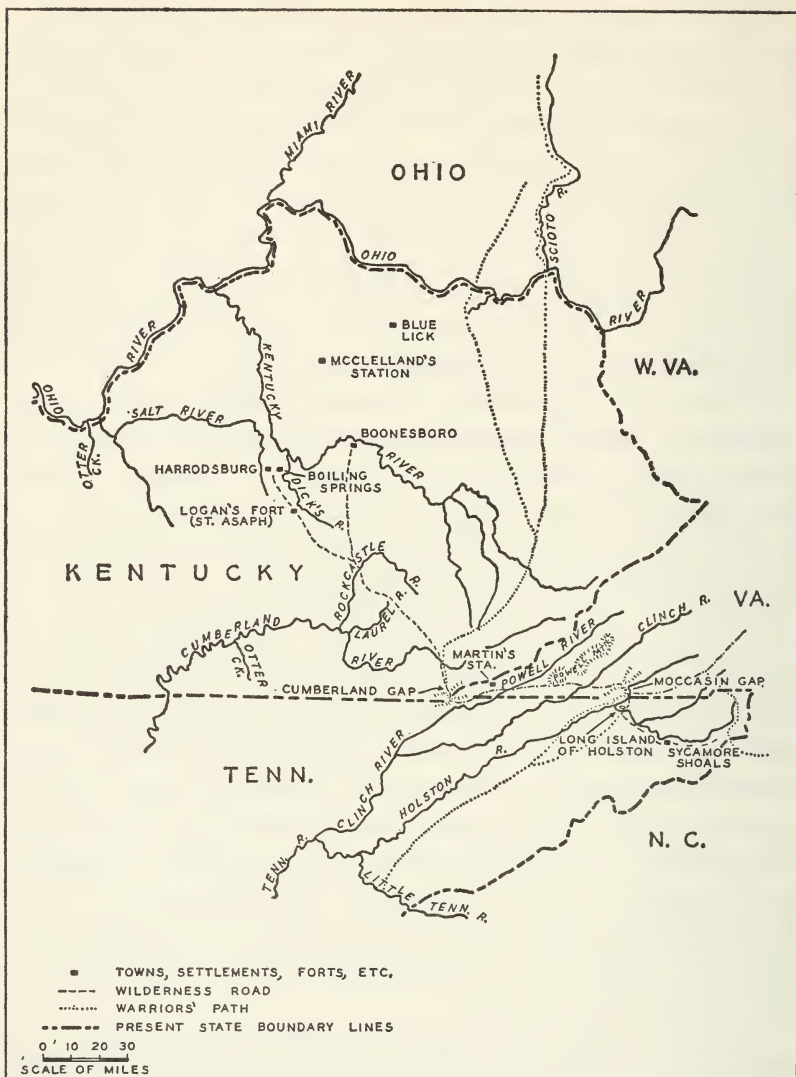 MIAMI RIVER
OHIO
SCIOTO R.
OHIO
RIVER
W. VA.
BLUE
LICK
MCCLELLAND'S
STATION
KENTUCKY
RIVER
OHIO
RIVER
SALT RIVER
OTTER
CK.
BOONESBORO
HARRODSBURG
BOILING
SPRINGS
DICK'S
R.
LOGAN'S FORT
(ST. ASAPH)
KENTUCKY
ROCKCASTLE
R.
LAUREL R.
CUMBERLAND
RIVER
OTTER
CK.
VA.
CLINCH R.
MARTIN'S
STA.
POWELL RIVER
POWELL
CUMBERLAND GAP
MOCCASIN GAP
LONG ISLAND
OF HOLSTON
SYCAMORE
SHOALS
TENN.
CLINCH RIVER
HOLSTON R.
N. C.
TENN. R.
LITTLE
TENN. R.
TOWNS, SETTLEMENTS, FORTS, ETC.
WILDERNESS ROAD
WARRIORS' PATH
PRESENT STATE BOUNDARY LINES
0 10 20 30
SCALE OF MILES